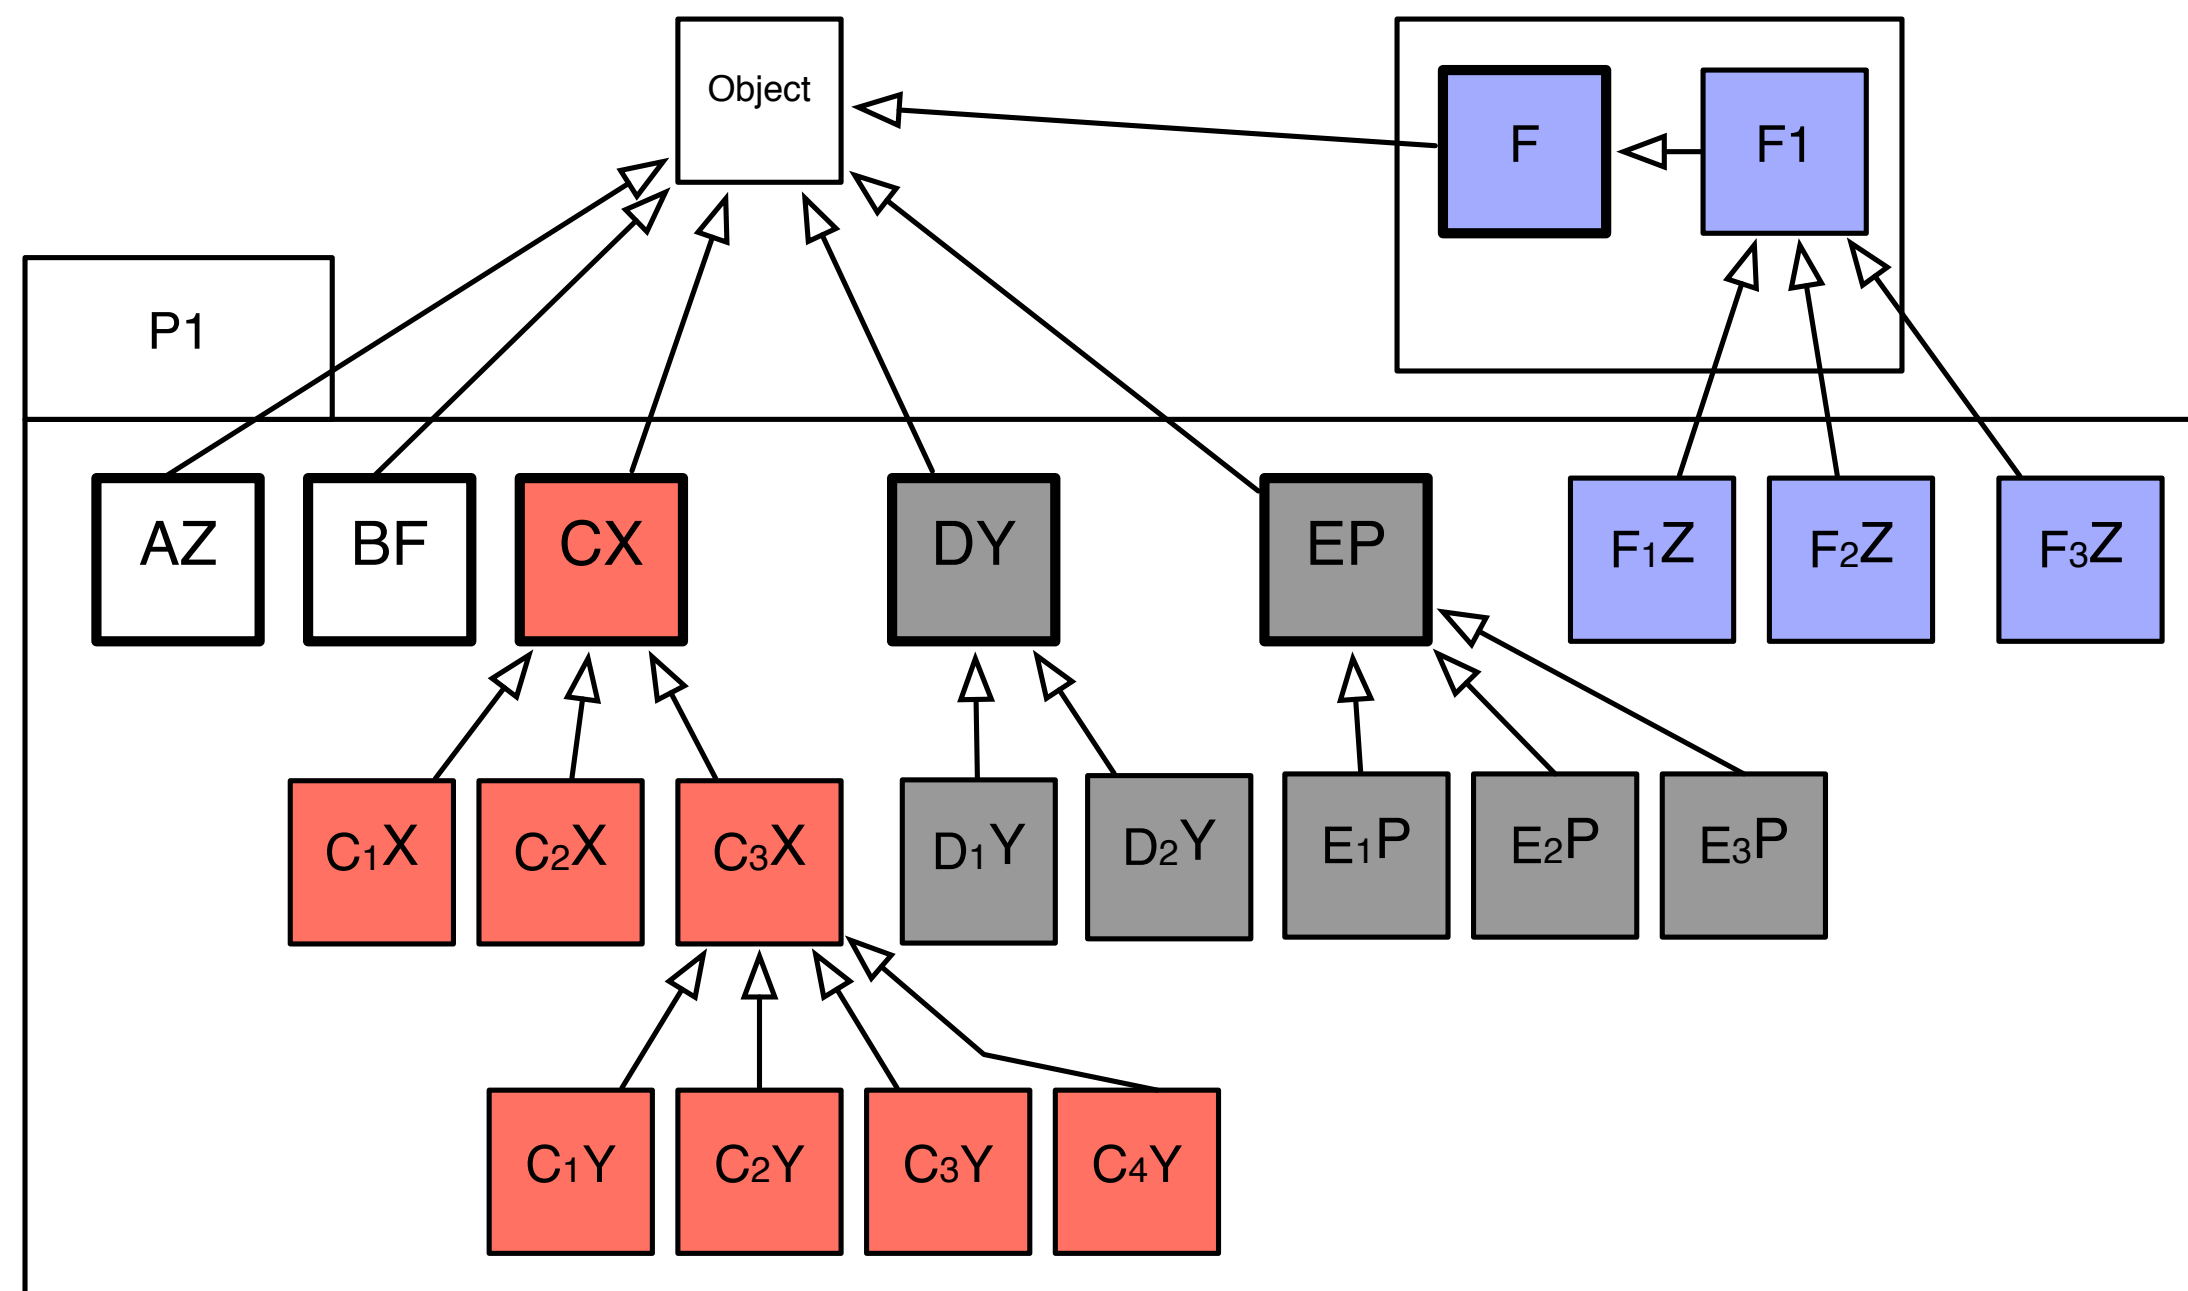 Object
F
F1
P1
AZ
BF
CX
DY
EP
F1Z
F2Z
F3Z
C1X
C2X
C3X
D1Y
D2Y
E1P
E2P
E3P
C1Y
C2Y
C3Y
C4Y